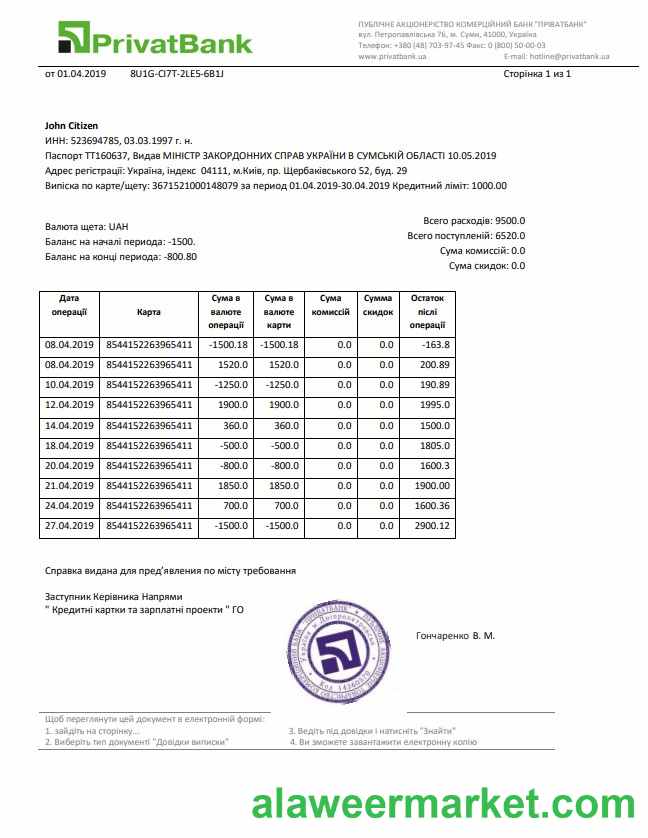 PrivatBank
ПУБЛІЧНЕ АКЦІОНЕРІСТВО КОМЕРЦІЙНИЙ БАНК "ПРІВАТБАНК"
вул. Петропавлівська 76, м. Суми, 41000, Україна
Телефон: +380 (48) 703-97-45 Факс: 0 (800) 50-00-03
www.privatbank.ua E-mail: hotline@privatbank.ua
от 01.04.2019 8U1G-CI7T-2LE5-6B1J Сторінка 1 из 1
John Citizen
ИНН: 523694785, 03.03.1997 г. н.
Паспорт ТТ160637, Видав МІНІСТР ЗАКОРДОННИХ СПРАВ УКРАЇНИ В СУМСЬКІЙ ОБЛАСТІ 10.05.2019
Адрес регістрації: Україна, індекс 04111, м.Київ, пр. Щербаківського 52, буд. 29
Випіска по карте/щету: 3671521000148079 за период 01.04.2019-30.04.2019 Кредитний ліміт: 1000.00
Всего расходів: 9500.0
Валюта щета: UAH
Всего поступленій: 6520.0
Баланс на началі периода: -1500.
Сума комиссий: 0.0
Баланс на конці периода: -800.80
Сума скидок: 0.0
Дата операції Карта Сума в валюте операції Сума в валюте карти Сума комиссій Сумма скидок Остаток після операції
08.04.2019 8544152263965411 -1500.18 -1500.18 0.0 0.0 -163.8
08.04.2019 8544152263965411 1520.0 1520.0 0.0 0.0 200.89
10.04.2019 8544152263965411 -1250.0 -1250.0 0.0 0.0 190.89
12.04.2019 8544152263965411 1900.0 1900.0 0.0 0.0 1995.0
14.04.2019 8544152263965411 360.0 360.0 0.0 0.0 1500.0
18.04.2019 8544152263965411 -500.0 -500.0 0.0 0.0 1805.0
20.04.2019 8544152263965411 -800.0 -800.0 0.0 0.0 1600.3
21.04.2019 8544152263965411 1850.0 1850.0 0.0 0.0 1900.00
24.04.2019 8544152263965411 700.0 700.0 0.0 0.0 1600.36
27.04.2019 8544152263965411 -1500.0 -1500.0 0.0 0.0 2900.12
Справка видана для пред’явления по місту требования
Заступник Керівника Напрями
" Кредитні картки та зарплатні проекти " ГО
Гончаренко В. М.
Щоб переглянути цей документ в електронній формі:
1. зайдіть на сторінку... 3. Ведіть під довідки і натисніть "Знайти"
2. Виберіть тип документі "Довідки виписки" 4. Ви зможете завантажити електронну копію
alaweermarket.com